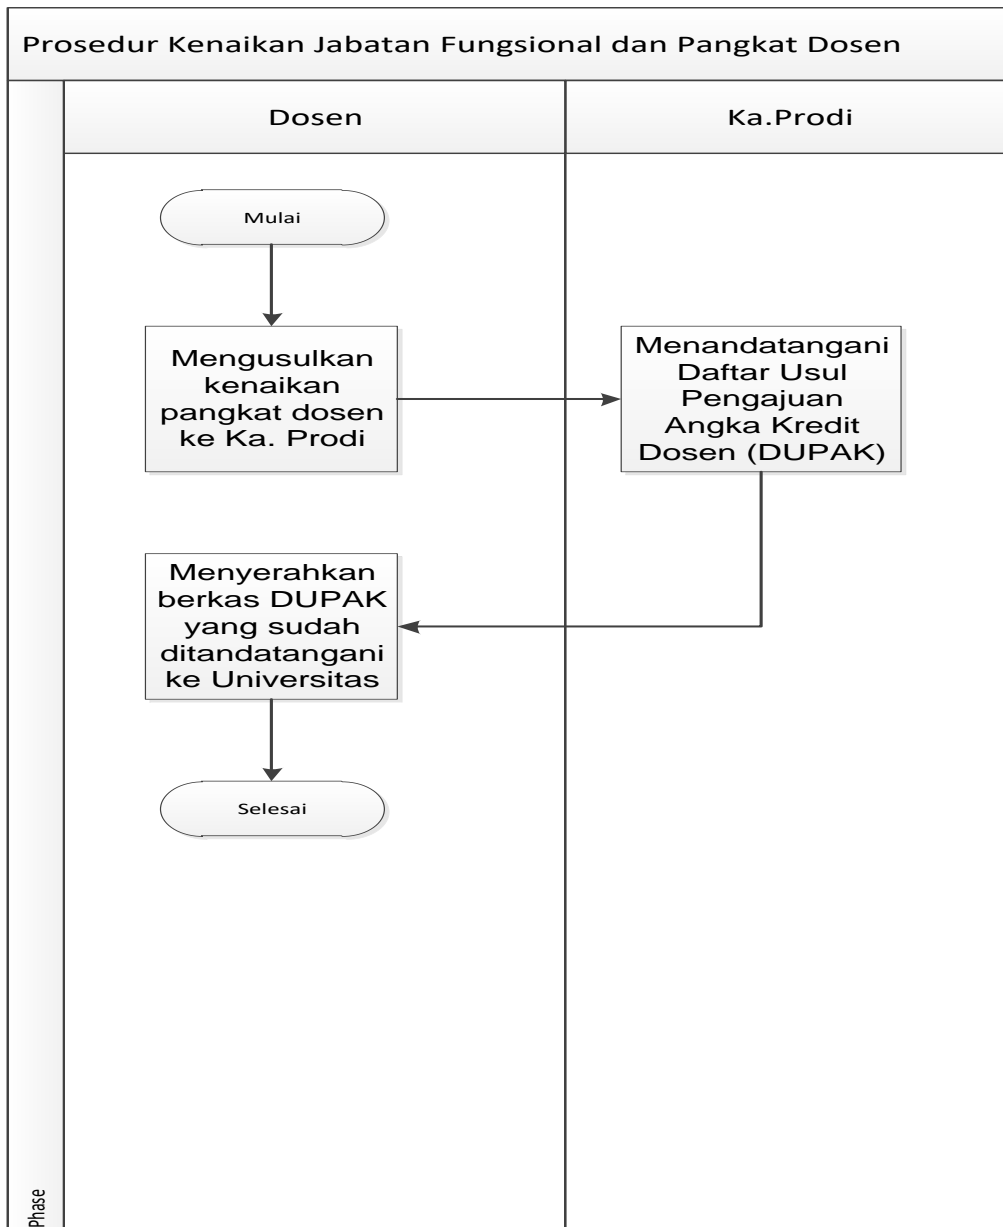 Prosedur Kenaikan Jabatan Fungsional dan Pangkat Dosen
Dosen
Ka.Prodi
Mulai
Mengusulkan
kenaikan
pangkat dosen
ke Ka. Prodi
Menandatangani
Daftar Usul
Pengajuan
Angka Kredit
Dosen (DUPAK)
Menyerahkan
berkas DUPAK
yang sudah
ditandatangani
ke Universitas
Selesai
Phase